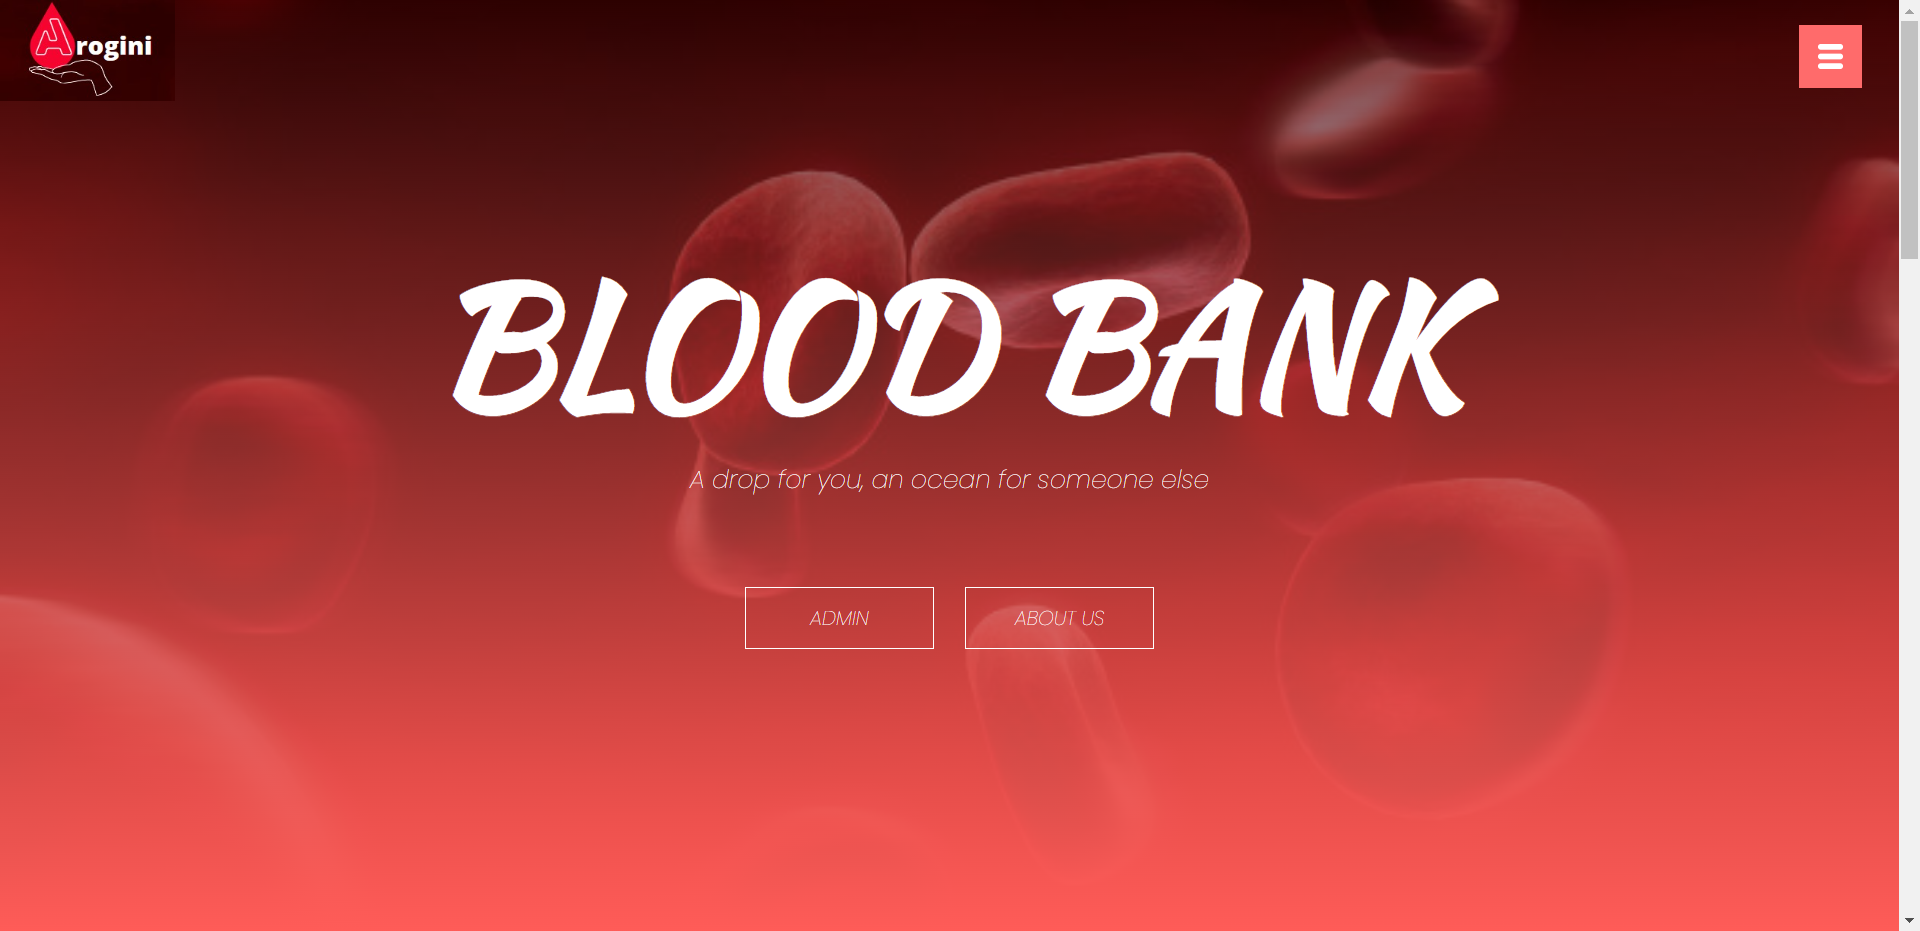 Arogini
BLOOD BANK
A drop for you, an ocean for someone else
ADMIN
ABOUT US